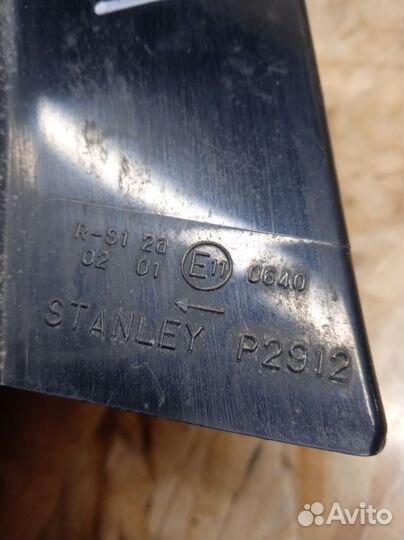 R-S1 2a
02 01 E11 0640
←
STANLEY P2912
Avito